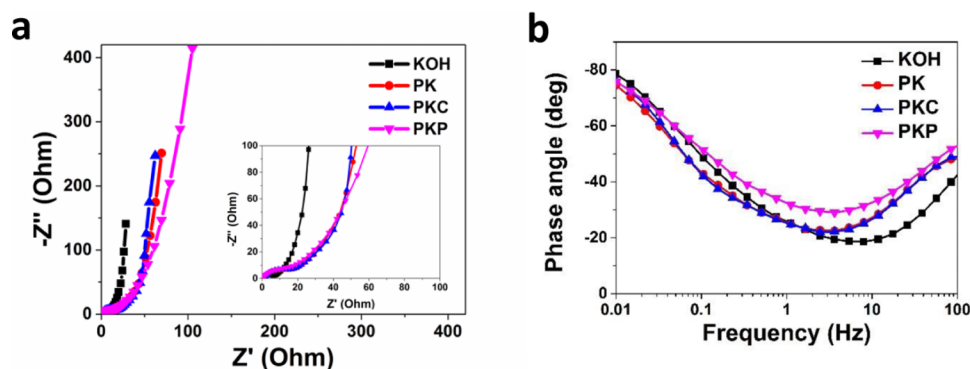 a
400
300
200
100
0
-Z'' (Ohm)
0
100
200
300
400
Z' (Ohm)
KOH
PK
PKC
PKP
100
80
60
40
20
0
-Z'' (Ohm)
0
20
40
60
80
100
Z' (Ohm)
b
-80
-60
-40
-20
0
Phase angle (deg)
0.01
0.1
1
10
100
Frequency (Hz)
KOH
PK
PKC
PKP